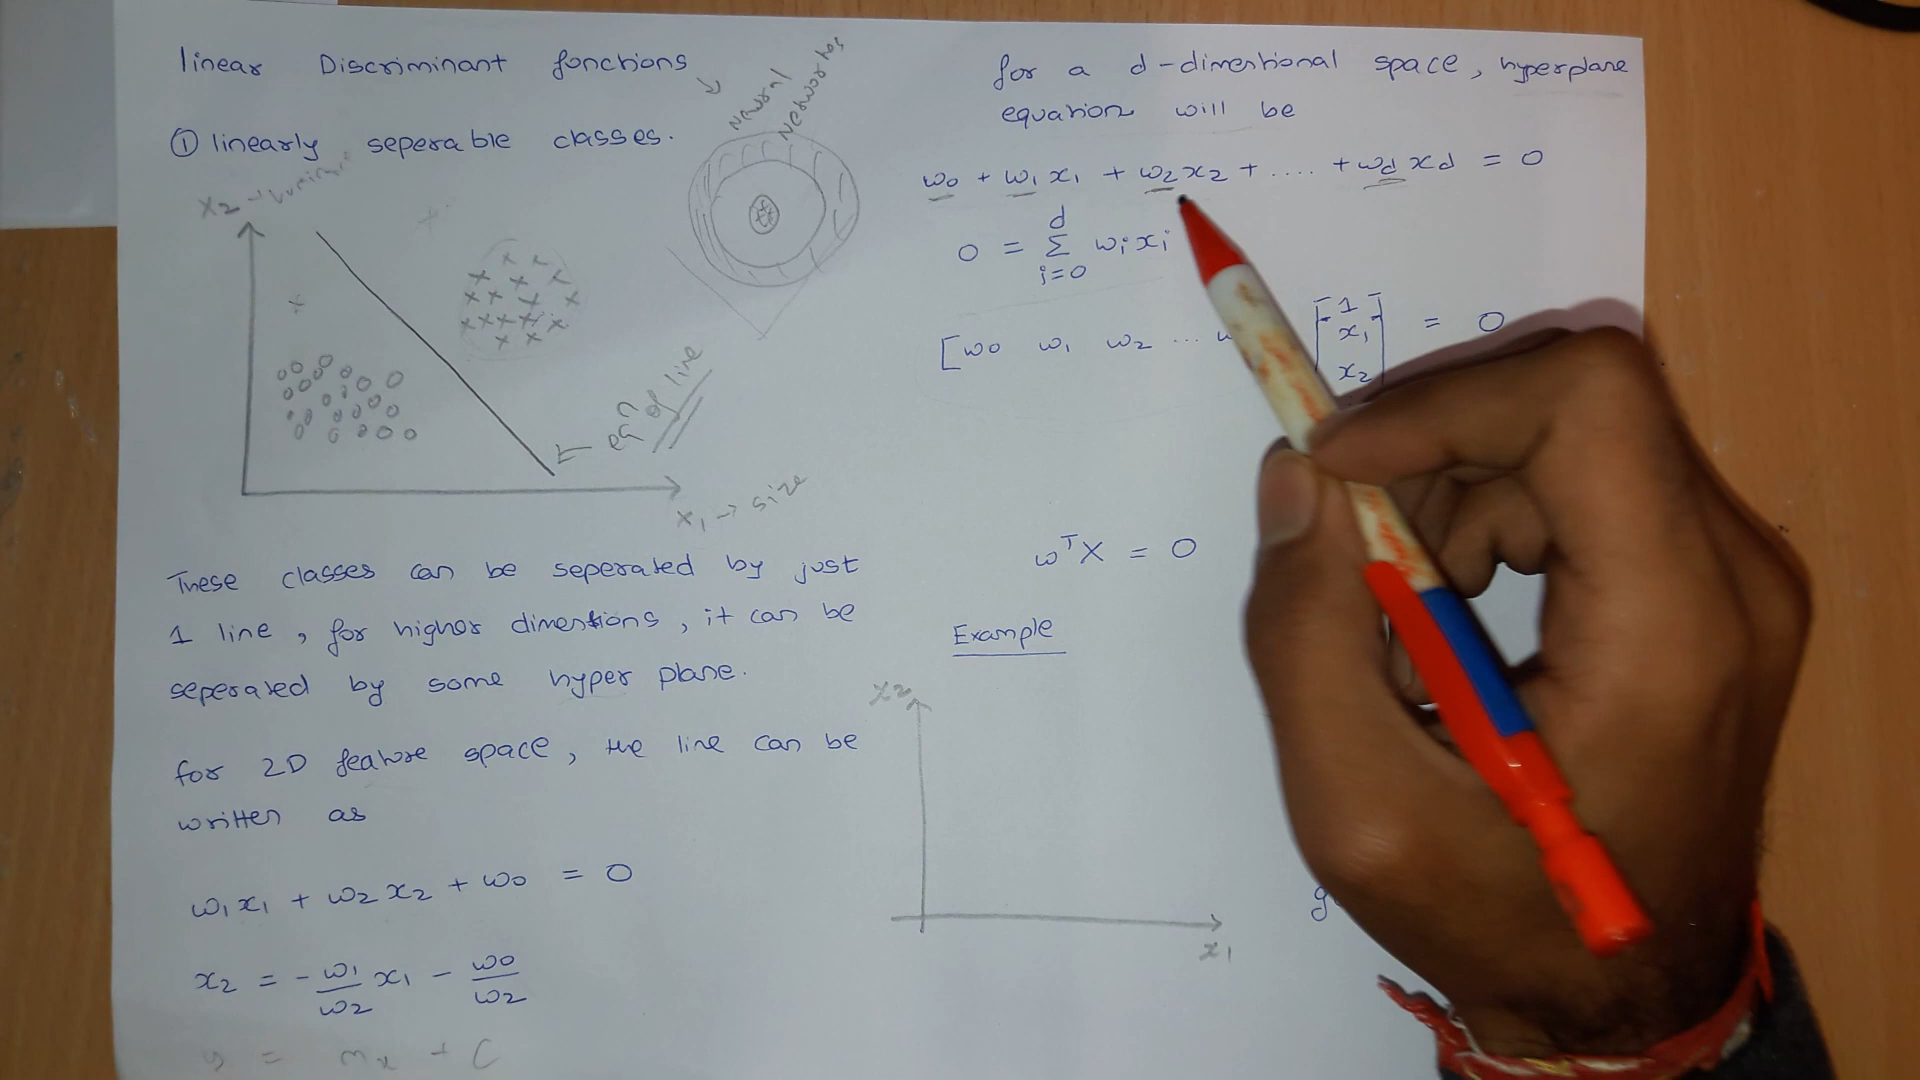 linear Discriminant functions
Neural Networks
① linearly seperable classes.
x2 →
eqn of line
x1 → size
These classes can be seperated by just
1 line, for higher dimensions, it can be
seperated by some hyper plane.
for 2D feature space, the line can be
written as
w1x1 + w2x2 + w0 = 0
x2 = - w1/w2 x1 - w0/w2
y = mx + C
for a d-dimensional space, hyperplane
equation will be
w0 + w1x1 + w2x2 + .... + wd xd = 0
0 = Σ i=0 d wixi
[w0 w1 w2 ... [1 x1 x2 = 0
wTX = 0
Example
x2
x1